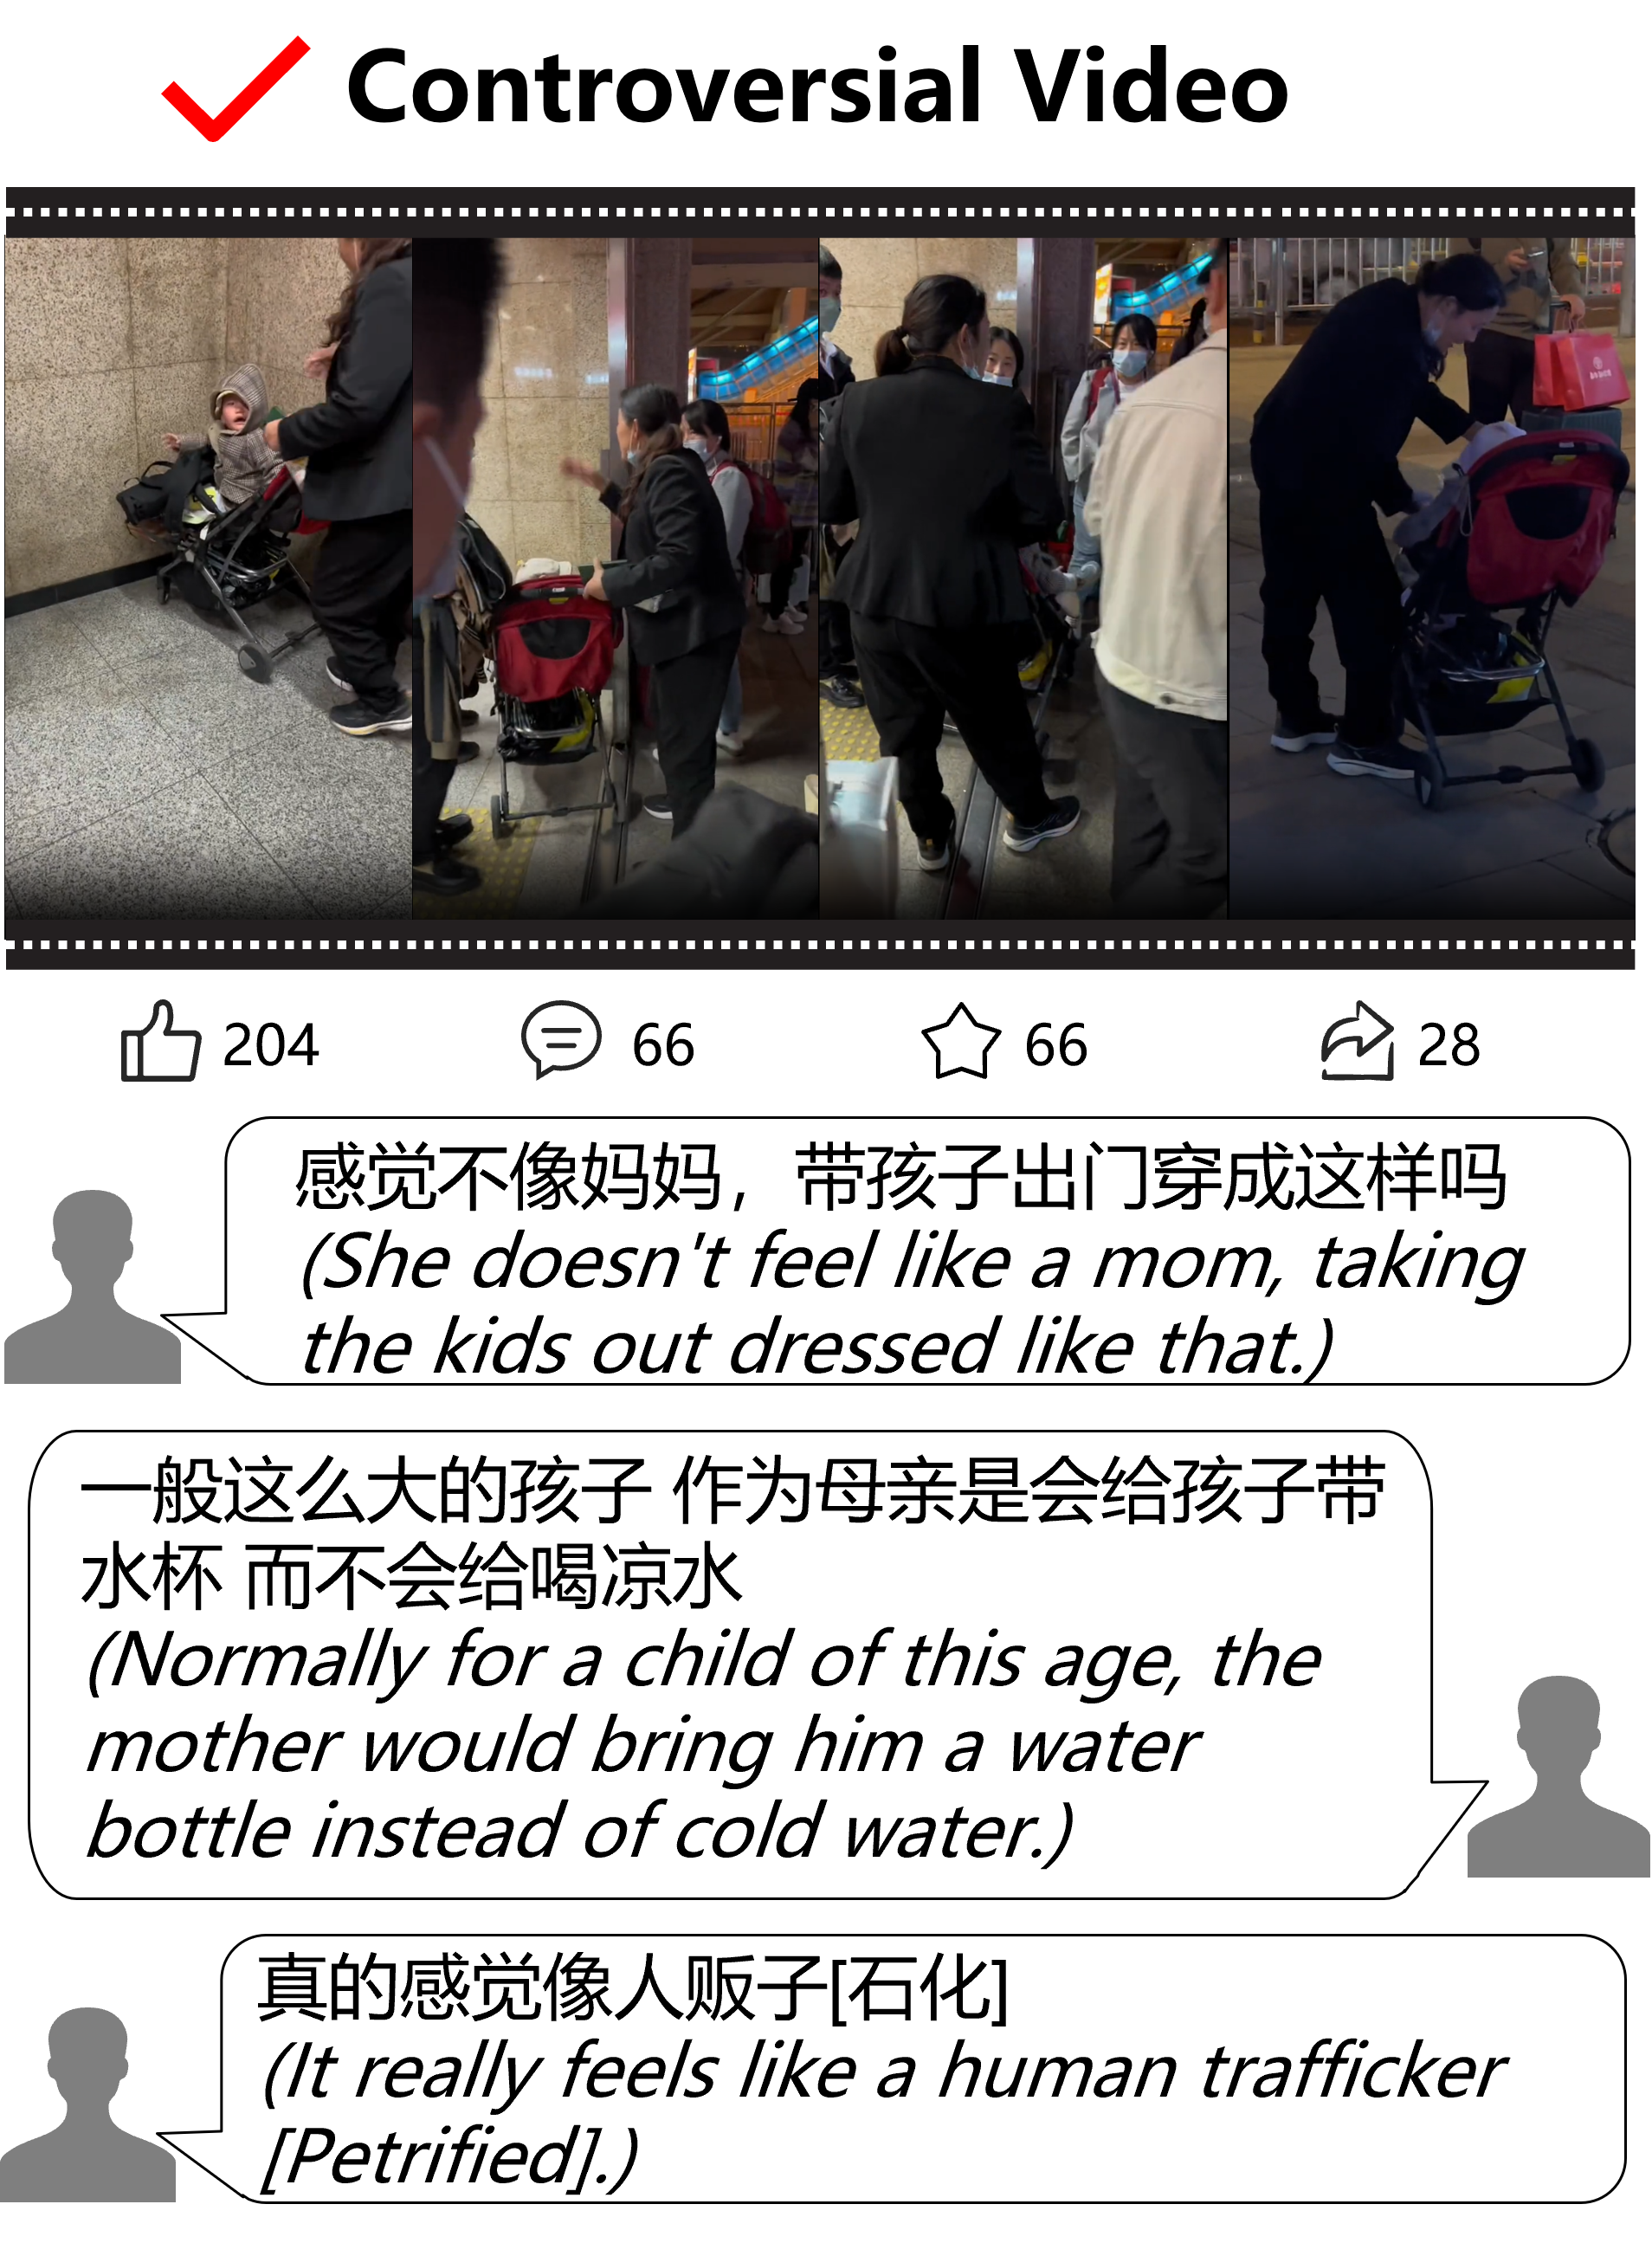 Controversial Video
204
66
66
28
感觉不像妈妈，带孩子出门穿成这样吗
(She doesn't feel like a mom, taking
the kids out dressed like that.)
一般这么大的孩子 作为母亲是会给孩子带
水杯 而不会给喝凉水
(Normally for a child of this age, the
mother would bring him a water
bottle instead of cold water.)
真的感觉像人贩子[石化]
(It really feels like a human trafficker
[Petrified].)